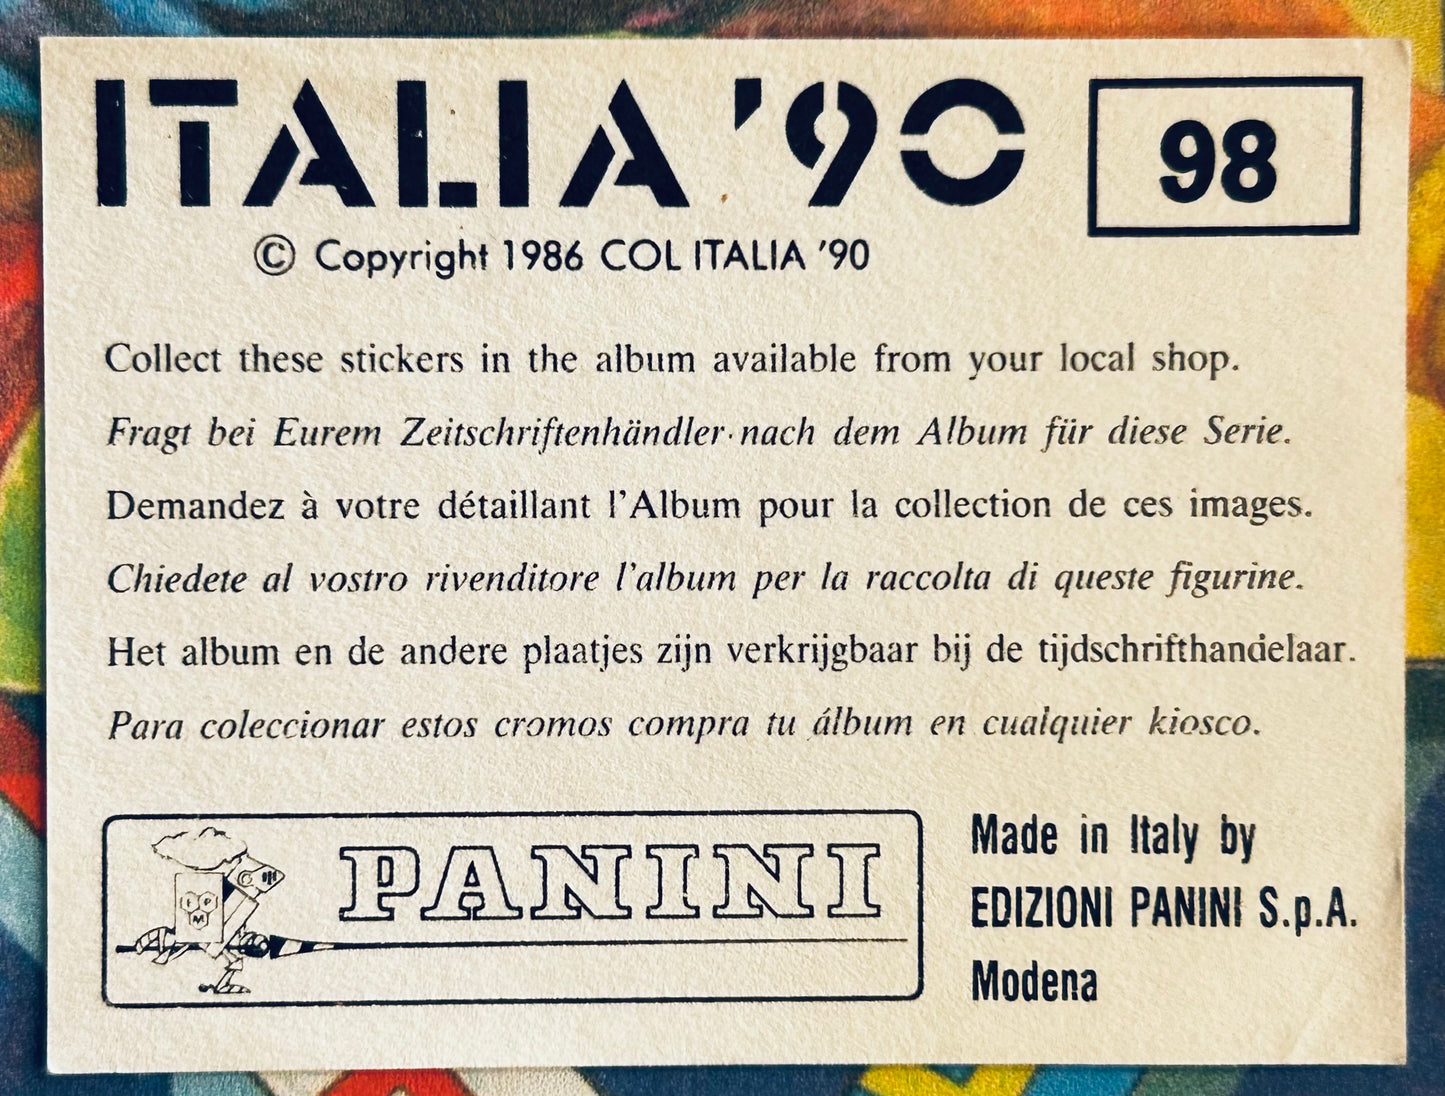 ITALIA '90
98
© Copyright 1986 COL ITALIA '90
Collect these stickers in the album available from your local shop.
Fragt bei Eurem Zeitschriftenhändler nach dem Album für diese Serie.
Demandez à votre détaillant l'Album pour la collection de ces images.
Chiedete al vostro rivenditore l'album per la raccolta di queste figurine.
Het album en de andere plaatjes zijn verkrijgbaar bij de tijdschrifthandelaar.
Para coleccionar estos cromos compra tu álbum en cualquier kiosco.
PANINI
Made in Italy by
EDIZIONI PANINI S.p.A.
Modena